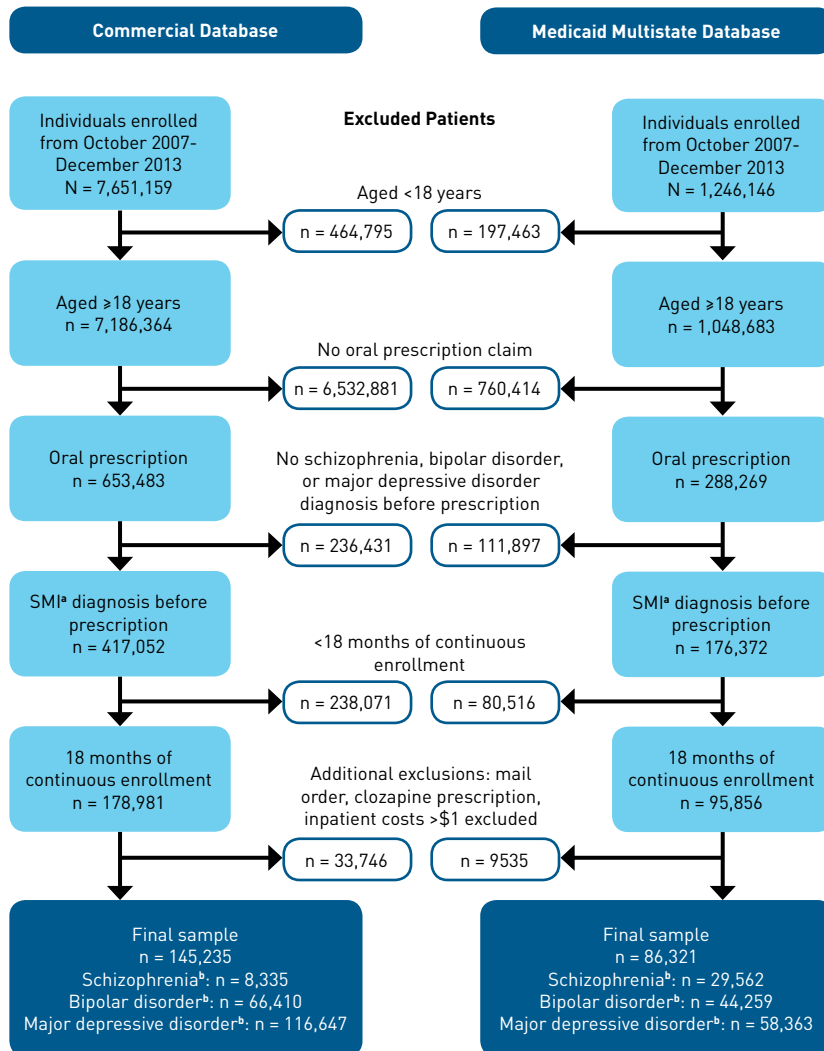 Commercial Database
Medicaid Multistate Database
Individuals enrolled
from October 2007-
December 2013
N = 7,651,159
Excluded Patients
Individuals enrolled
from October 2007-
December 2013
N = 1,246,146
Aged <18 years
n = 464,795
n = 197,463
Aged ≥18 years
n = 7,186,364
Aged ≥18 years
n = 1,048,683
No oral prescription claim
n = 6,532,881
n = 760,414
Oral prescription
n = 653,483
No schizophrenia, bipolar disorder,
or major depressive disorder
diagnosis before prescription
Oral prescription
n = 288,269
n = 236,431
n = 111,897
SMIᵃ diagnosis before
prescription
n = 417,052
SMIᵃ diagnosis before
prescription
n = 176,372
<18 months of continuous
enrollment
n = 238,071
n = 80,516
18 months of
continuous enrollment
n = 178,981
Additional exclusions: mail
order, clozapine prescription,
inpatient costs >$1 excluded
18 months of
continuous enrollment
n = 95,856
n = 33,746
n = 9535
Final sample
n = 145,235
Schizophreniaᵇ: n = 8,335
Bipolar disorderᵇ: n = 66,410
Major depressive disorderᵇ: n = 116,647
Final sample
n = 86,321
Schizophreniaᵇ: n = 29,562
Bipolar disorderᵇ: n = 44,259
Major depressive disorderᵇ: n = 58,363